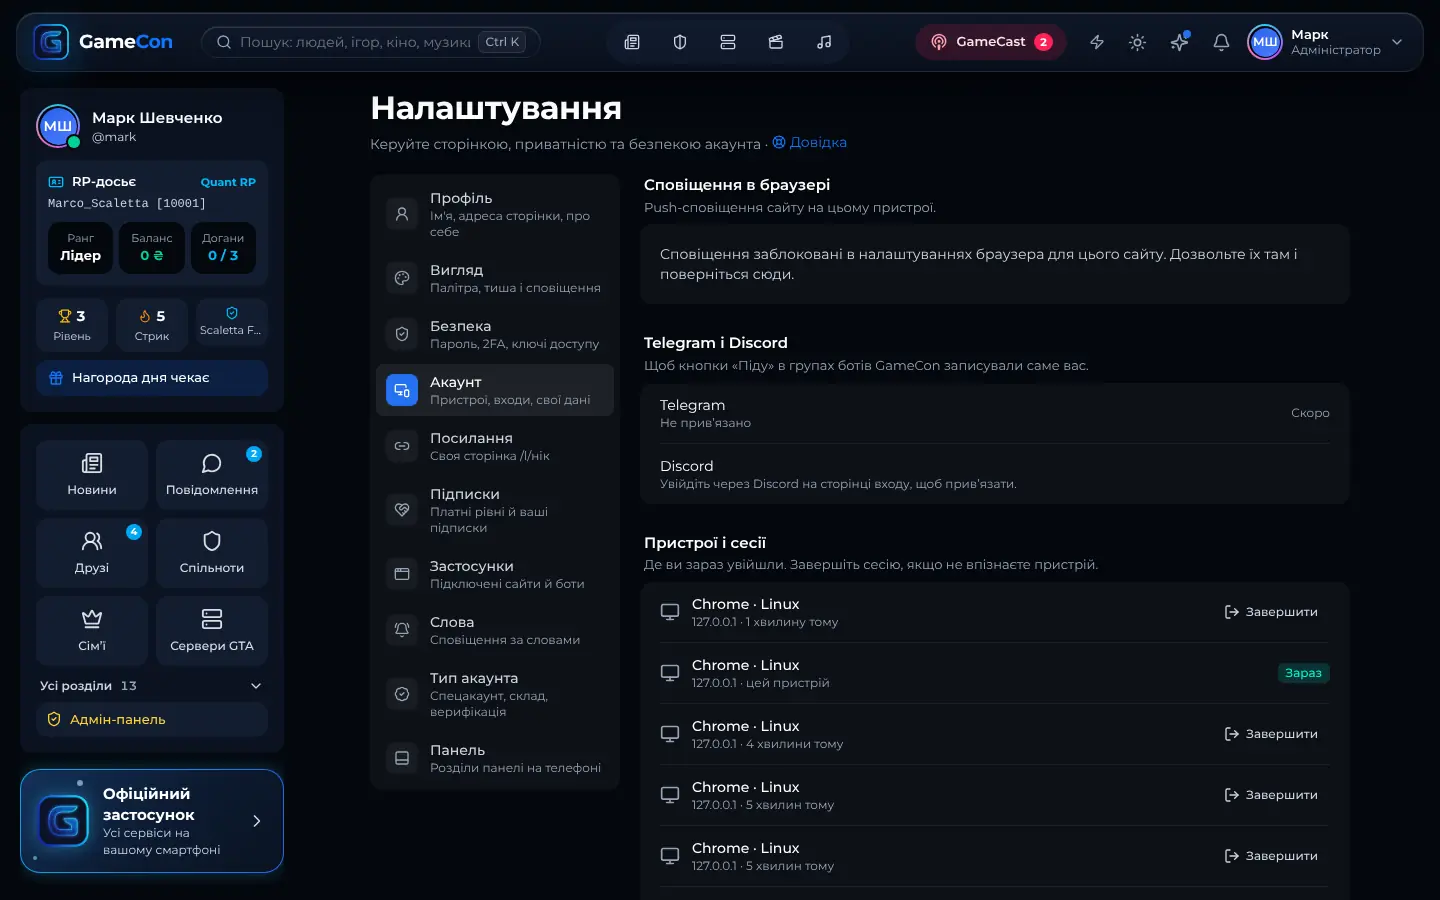 GameCon
Пошук: людей, ігор, кіно, музики
Ctrl K
GameCast 2
МШ
Марк
Адміністратор
МШ
Марк Шевченко
@mark
RP-досьє
Quant RP
Marco_Scaletta [10001]
Ранг
Лідер
Баланс
0 ₴
Догани
0 / 3
3
Рівень
5
Стрик
Scaletta F...
Нагорода дня чекає
Новини
2
Повідомлення
4
Друзі
Спільноти
Сім'ї
Сервери GTA
Усі розділи 13
Адмін-панель
Офіційний
застосунок
Усі сервіси на
вашому смартфоні
Налаштування
Керуйте сторінкою, приватністю та безпекою акаунта · Довідка
Профіль
Ім'я, адреса сторінки, про
себе
Вигляд
Палітра, тиша і сповіщення
Безпека
Пароль, 2FA, ключі доступу
Акаунт
Пристрої, входи, свої дані
Посилання
Своя сторінка /l/нік
Підписки
Платні рівні й ваші
підписки
Застосунки
Підключені сайти й боти
Слова
Сповіщення за словами
Тип акаунта
Спецакаунт, склад,
верифікація
Панель
Розділи панелі на телефоні
Сповіщення в браузері
Push-сповіщення сайту на цьому пристрої.
Сповіщення заблоковані в налаштуваннях браузера для цього сайту. Дозвольте їх там і
поверніться сюди.
Telegram і Discord
Щоб кнопки «Піду» в групах ботів GameCon записували саме вас.
Telegram
Не прив'язано
Скоро
Discord
Увійдіть через Discord на сторінці входу, щоб прив'язати.
Пристрої і сесії
Де ви зараз увійшли. Завершіть сесію, якщо не впізнаєте пристрій.
Chrome · Linux
127.0.0.1 · 1 хвилину тому
Завершити
Chrome · Linux
127.0.0.1 · цей пристрій
Зараз
Chrome · Linux
127.0.0.1 · 4 хвилини тому
Завершити
Chrome · Linux
127.0.0.1 · 5 хвилин тому
Завершити
Chrome · Linux
127.0.0.1 · 5 хвилин тому
Завершити